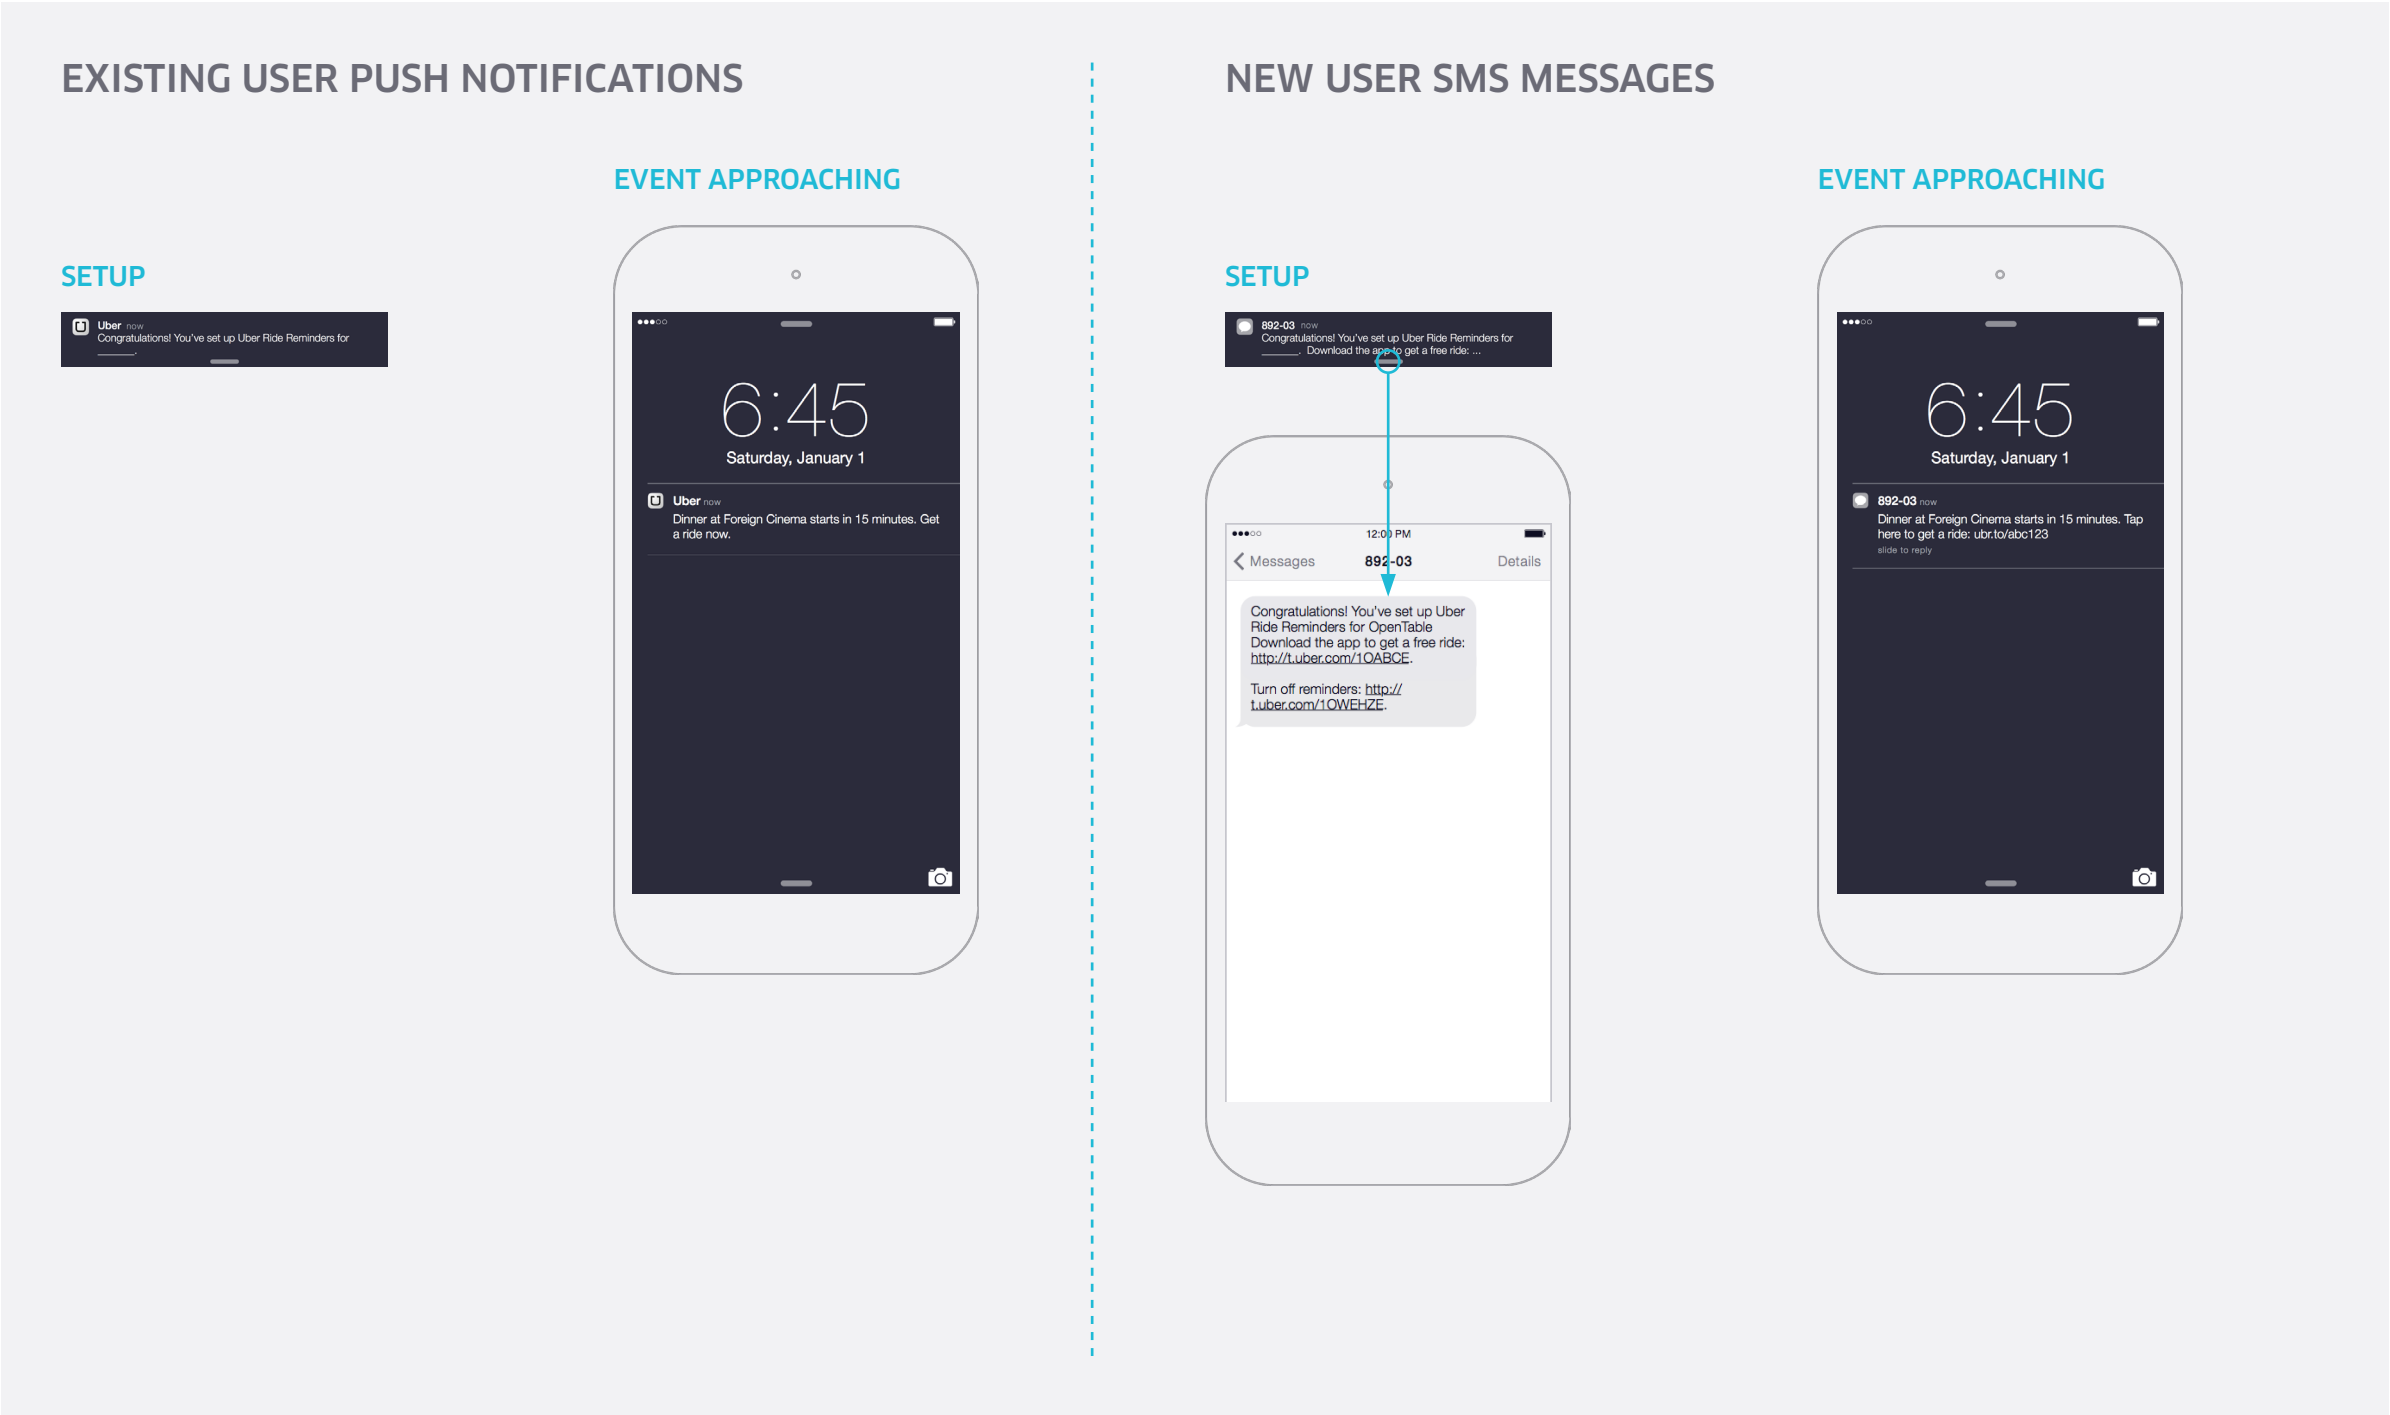 EXISTING USER PUSH NOTIFICATIONS
SETUP
Uber now
Congratulations! You've set up Uber Ride Reminders for
_______.
EVENT APPROACHING
6:45
Saturday, January 1
Uber now
Dinner at Foreign Cinema starts in 15 minutes. Get
a ride now.
NEW USER SMS MESSAGES
SETUP
892-03 now
Congratulations! You've set up Uber Ride Reminders for
_______. Download the app to get a free ride: ...
12:00 PM
Messages 892-03 Details
Congratulations! You've set up Uber
Ride Reminders for OpenTable
Download the app to get a free ride:
http://t.uber.com/1OABCE.
Turn off reminders: http://
t.uber.com/1OWEHZE.
EVENT APPROACHING
6:45
Saturday, January 1
892-03 now
Dinner at Foreign Cinema starts in 15 minutes. Tap
here to get a ride: ubr.to/abc123
slide to reply